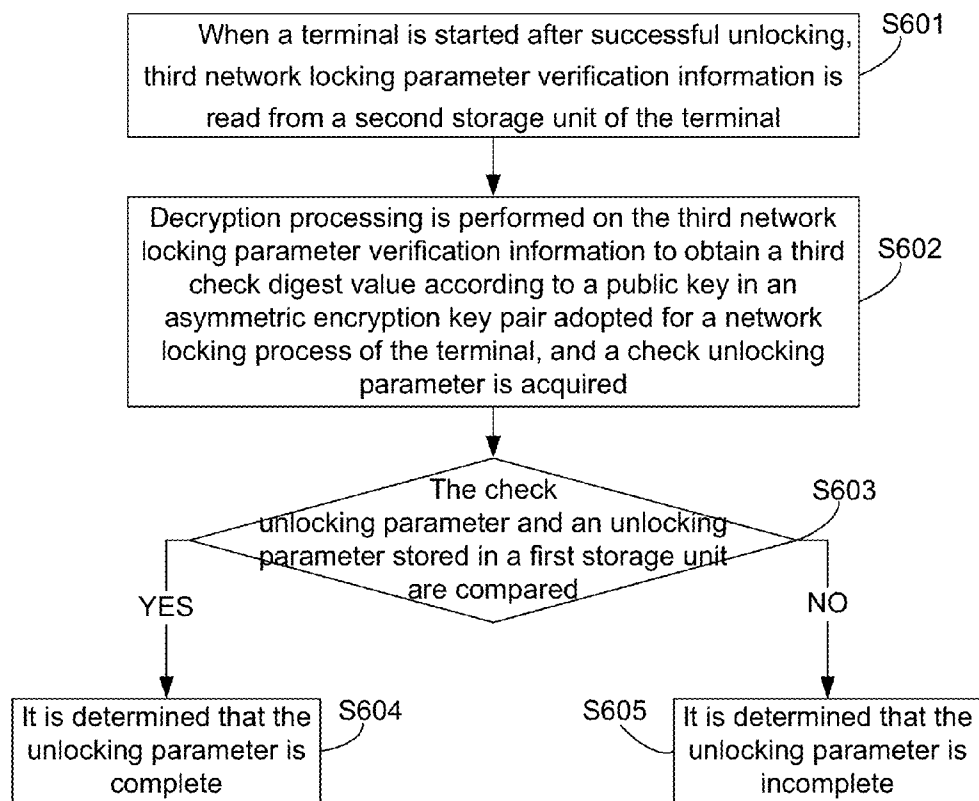 When a terminal is started after successful unlocking,
third network locking parameter verification information is
read from a second storage unit of the terminal
S601
Decryption processing is performed on the third network
locking parameter verification information to obtain a third
check digest value according to a public key in an
asymmetric encryption key pair adopted for a network
locking process of the terminal, and a check unlocking
parameter is acquired
S602
The check
unlocking parameter and an unlocking
parameter stored in a first storage unit
are compared
S603
YES
NO
It is determined that the
unlocking parameter is
complete
S604
S605
It is determined that the
unlocking parameter is
incomplete